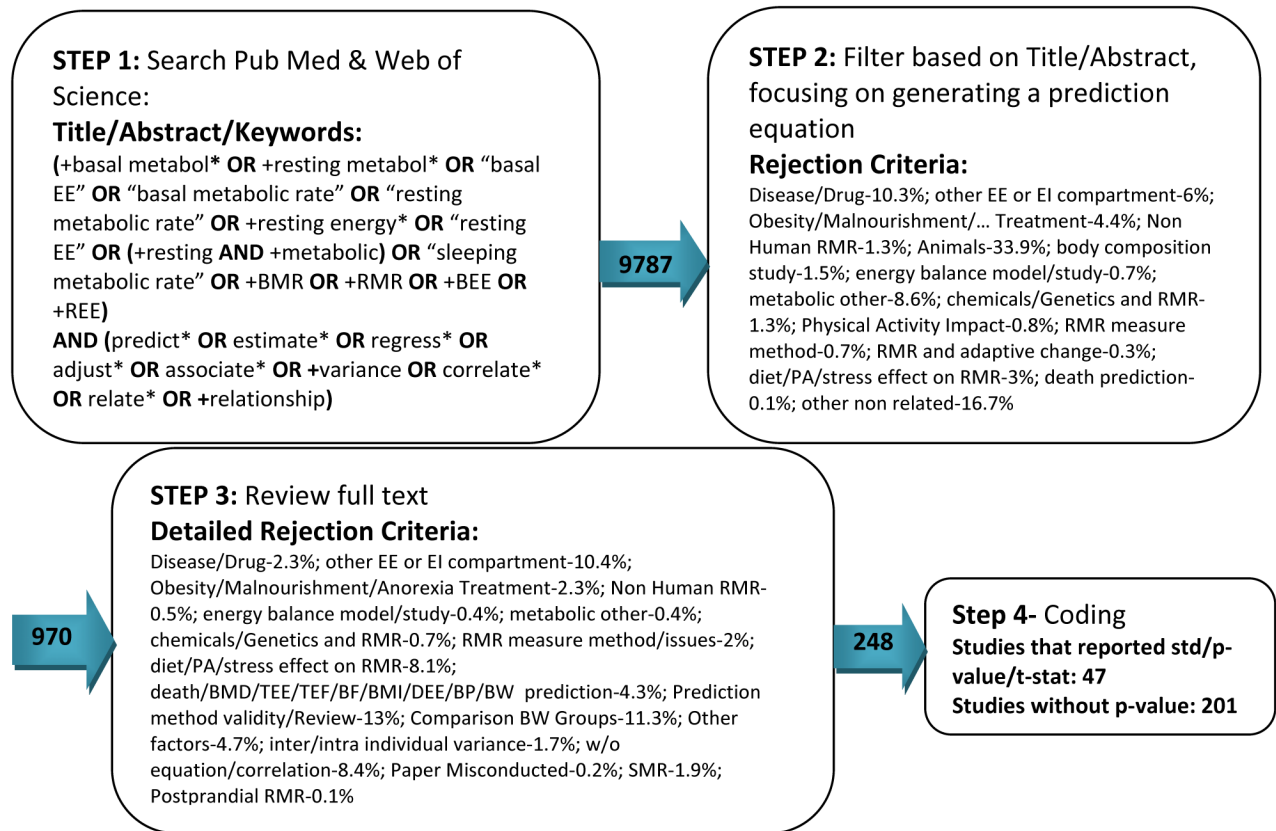 STEP 1: Search Pub Med & Web of
Science:
Title/Abstract/Keywords:
(+basal metabol* OR +resting metabol* OR “basal
EE” OR “basal metabolic rate” OR “resting
metabolic rate” OR +resting energy* OR “resting
EE” OR (+resting AND +metabolic) OR “sleeping
metabolic rate” OR +BMR OR +RMR OR +BEE OR
+REE)
AND (predict* OR estimate* OR regress* OR
adjust* OR associate* OR +variance OR correlate*
OR relate* OR +relationship)
9787
STEP 2: Filter based on Title/Abstract,
focusing on generating a prediction
equation
Rejection Criteria:
Disease/Drug-10.3%; other EE or EI compartment-6%;
Obesity/Malnourishment/... Treatment-4.4%; Non
Human RMR-1.3%; Animals-33.9%; body composition
study-1.5%; energy balance model/study-0.7%;
metabolic other-8.6%; chemicals/Genetics and RMR-
1.3%; Physical Activity Impact-0.8%; RMR measure
method-0.7%; RMR and adaptive change-0.3%;
diet/PA/stress effect on RMR-3%; death prediction-
0.1%; other non related-16.7%
970
STEP 3: Review full text
Detailed Rejection Criteria:
Disease/Drug-2.3%; other EE or EI compartment-10.4%;
Obesity/Malnourishment/Anorexia Treatment-2.3%; Non Human RMR-
0.5%; energy balance model/study-0.4%; metabolic other-0.4%;
chemicals/Genetics and RMR-0.7%; RMR measure method/issues-2%;
diet/PA/stress effect on RMR-8.1%;
death/BMD/TEE/TEF/BF/BMI/DEE/BP/BW prediction-4.3%; Prediction
method validity/Review-13%; Comparison BW Groups-11.3%; Other
factors-4.7%; inter/intra individual variance-1.7%; w/o
equation/correlation-8.4%; Paper Misconducted-0.2%; SMR-1.9%;
Postprandial RMR-0.1%
248
Step 4- Coding
Studies that reported std/p-
value/t-stat: 47
Studies without p-value: 201